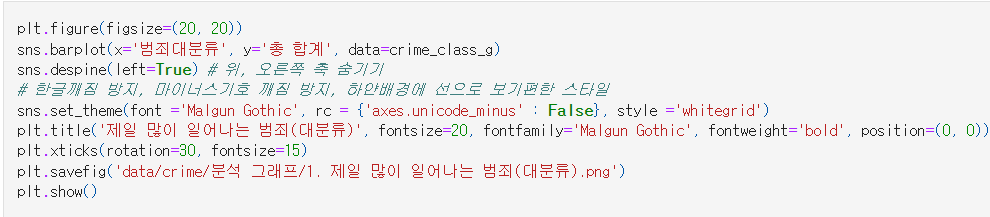 plt.figure(figsize=(20, 20))
sns.barplot(x='범죄대분류', y='총 합계', data=crime_class_g)
sns.despine(left=True) # 위, 오른쪽 축 숨기기
# 한글깨짐 방지, 마이너스기호 깨짐 방지, 하얀배경에 선으로 보기편한 스타일
sns.set_theme(font ='Malgun Gothic', rc = {'axes.unicode_minus' : False}, style ='whitegrid')
plt.title('제일 많이 일어나는 범죄(대분류)', fontsize=20, fontfamily='Malgun Gothic', fontweight='bold', position=(0, 0))
plt.xticks(rotation=30, fontsize=15)
plt.savefig('data/crime/분석 그래프/1. 제일 많이 일어나는 범죄(대분류).png')
plt.show()